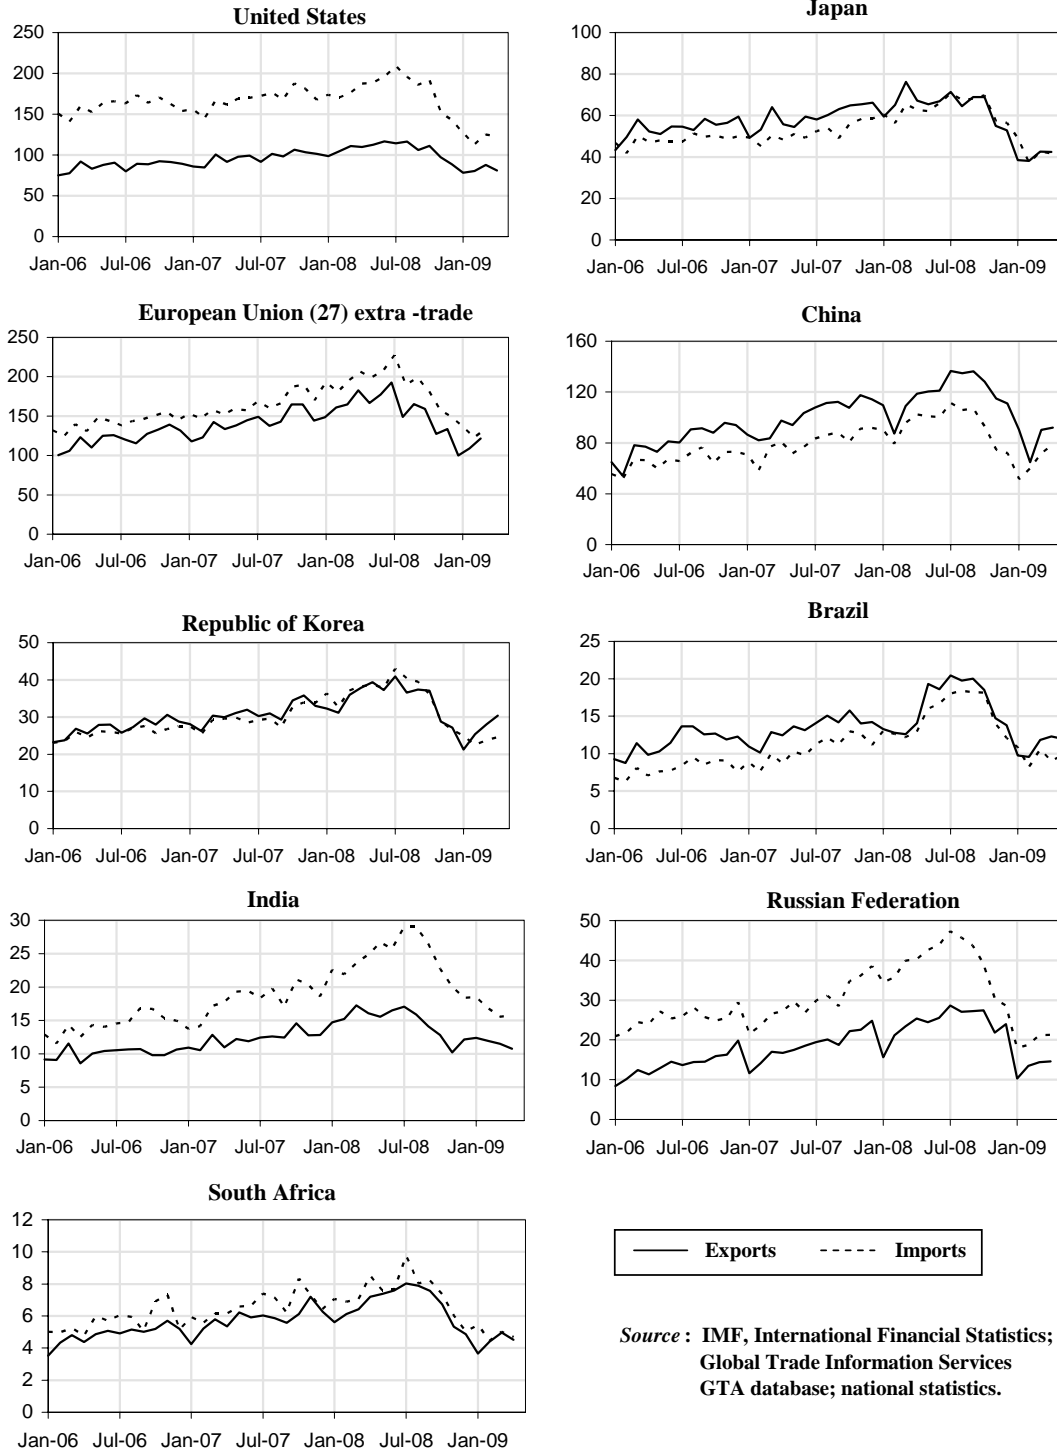 United States
250
200
150
100
50
0
Jan-06 Jul-06 Jan-07 Jul-07 Jan-08 Jul-08 Jan-09
Japan
100
80
60
40
20
0
Jan-06 Jul-06 Jan-07 Jul-07 Jan-08 Jul-08 Jan-09
European Union (27) extra -trade
250
200
150
100
50
0
Jan-06 Jul-06 Jan-07 Jul-07 Jan-08 Jul-08 Jan-09
China
160
120
80
40
0
Jan-06 Jul-06 Jan-07 Jul-07 Jan-08 Jul-08 Jan-09
Republic of Korea
50
40
30
20
10
0
Jan-06 Jul-06 Jan-07 Jul-07 Jan-08 Jul-08 Jan-09
Brazil
25
20
15
10
5
0
Jan-06 Jul-06 Jan-07 Jul-07 Jan-08 Jul-08 Jan-09
India
30
25
20
15
10
5
0
Jan-06 Jul-06 Jan-07 Jul-07 Jan-08 Jul-08 Jan-09
Russian Federation
50
40
30
20
10
0
Jan-06 Jul-06 Jan-07 Jul-07 Jan-08 Jul-08 Jan-09
South Africa
12
10
8
6
4
2
0
Jan-06 Jul-06 Jan-07 Jul-07 Jan-08 Jul-08 Jan-09
Exports Imports
Source : IMF, International Financial Statistics;
Global Trade Information Services
GTA database; national statistics.